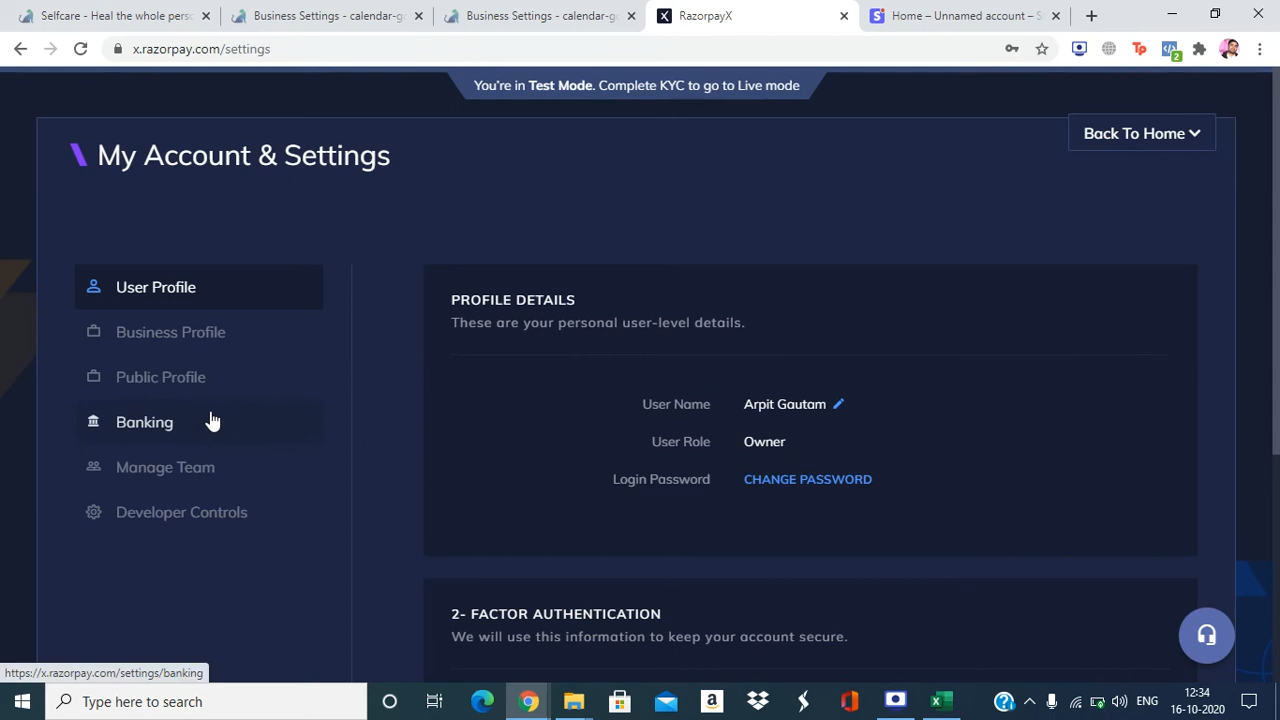 Selfcare - Heal the whole pers
Business Settings - calendar-g
Business Settings - calendar-g
RazorpayX
Home – Unnamed account – S
x.razorpay.com/settings
2
You're in Test Mode. Complete KYC to go to Live mode
Back To Home
My Account & Settings
User Profile
Business Profile
Public Profile
Banking
Manage Team
Developer Controls
PROFILE DETAILS
These are your personal user-level details.
User Name Arpit Gautam
User Role Owner
Login Password CHANGE PASSWORD
2- FACTOR AUTHENTICATION
We will use this information to keep your account secure.
https://x.razorpay.com/settings/banking
Type here to search
ENG
12:34
16-10-2020